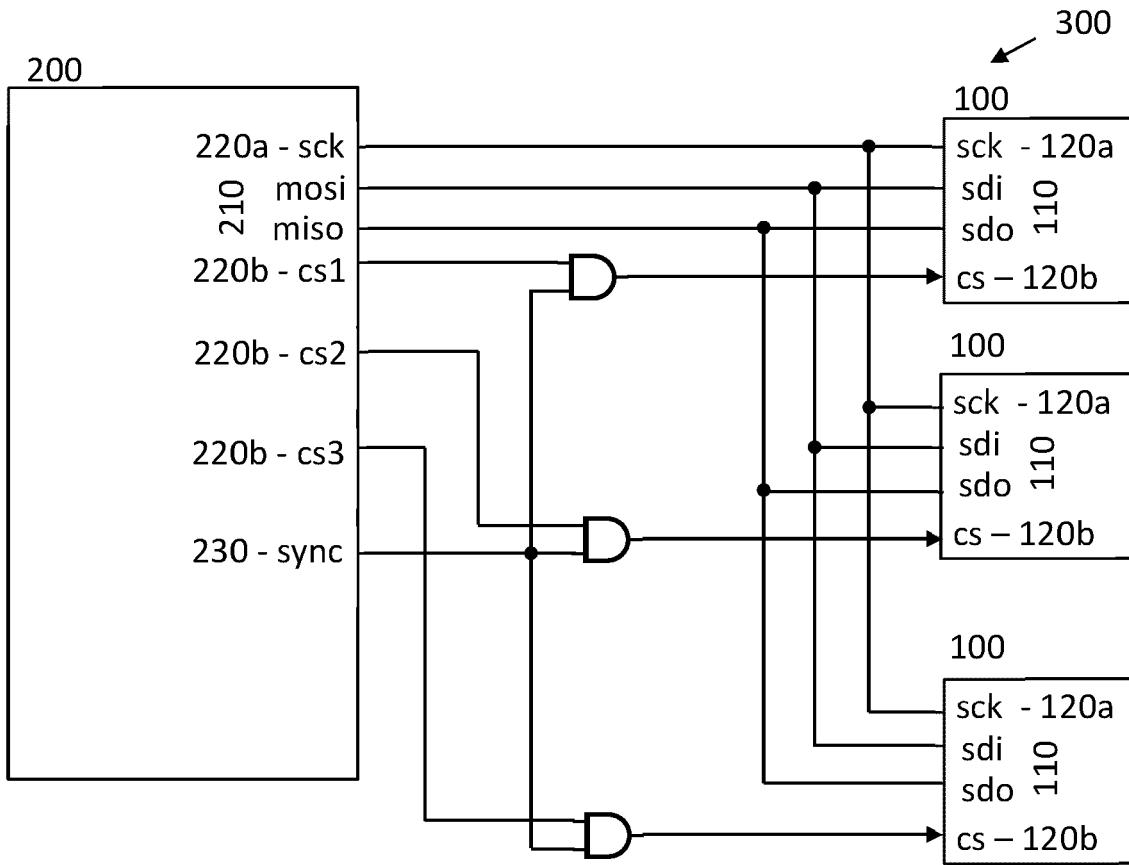 300
200
100
220a - sck
mosi
miso
210
220b - cs1
220b - cs2
220b - cs3
230 - sync
sck - 120a
sdi
sdo
110
cs – 120b
100
sck - 120a
sdi
sdo
110
cs – 120b
100
sck - 120a
sdi
sdo
110
cs – 120b